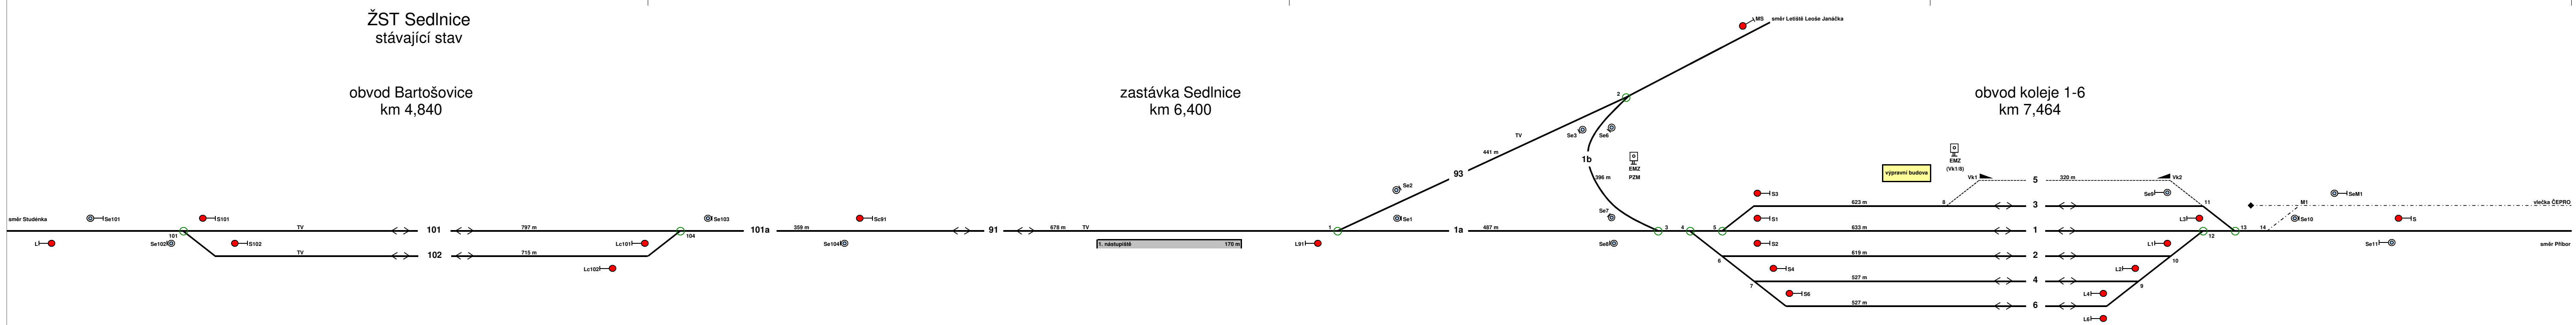 ŽST Sedlnice
stávající stav
obvod Bartošovice
km 4,840
zastávka Sedlnice
km 6,400
obvod koleje 1-6
km 7,464
MS
směr Letiště Leoše Janáčka
2
Se3
Se6
TV
441 m
93
1b
EMZ
PZM
396 m
Se2
Se1
Se7
výpravní budova
EMZ
(Vk1/8)
Vk1
5
320 m
Vk2
Se9
SeM1
S3
623 m
8
3
11
M1
vlečka ČEPRO
směr Studénka
Se101
S101
Se103
Sc91
S1
L3
Se10
S
101
TV
101
797 m
104
101a
359 m
91
678 m
TV
1
1a
487 m
3
4
5
633 m
1
12
13
14
L
Se102
S102
Lc101
Se104
1. nástupiště
170 m
L91
Se8
S2
L1
Se11
směr Příbor
TV
102
715 m
6
619 m
2
10
Lc102
S4
L2
7
527 m
4
9
S6
L4
527 m
6
L6